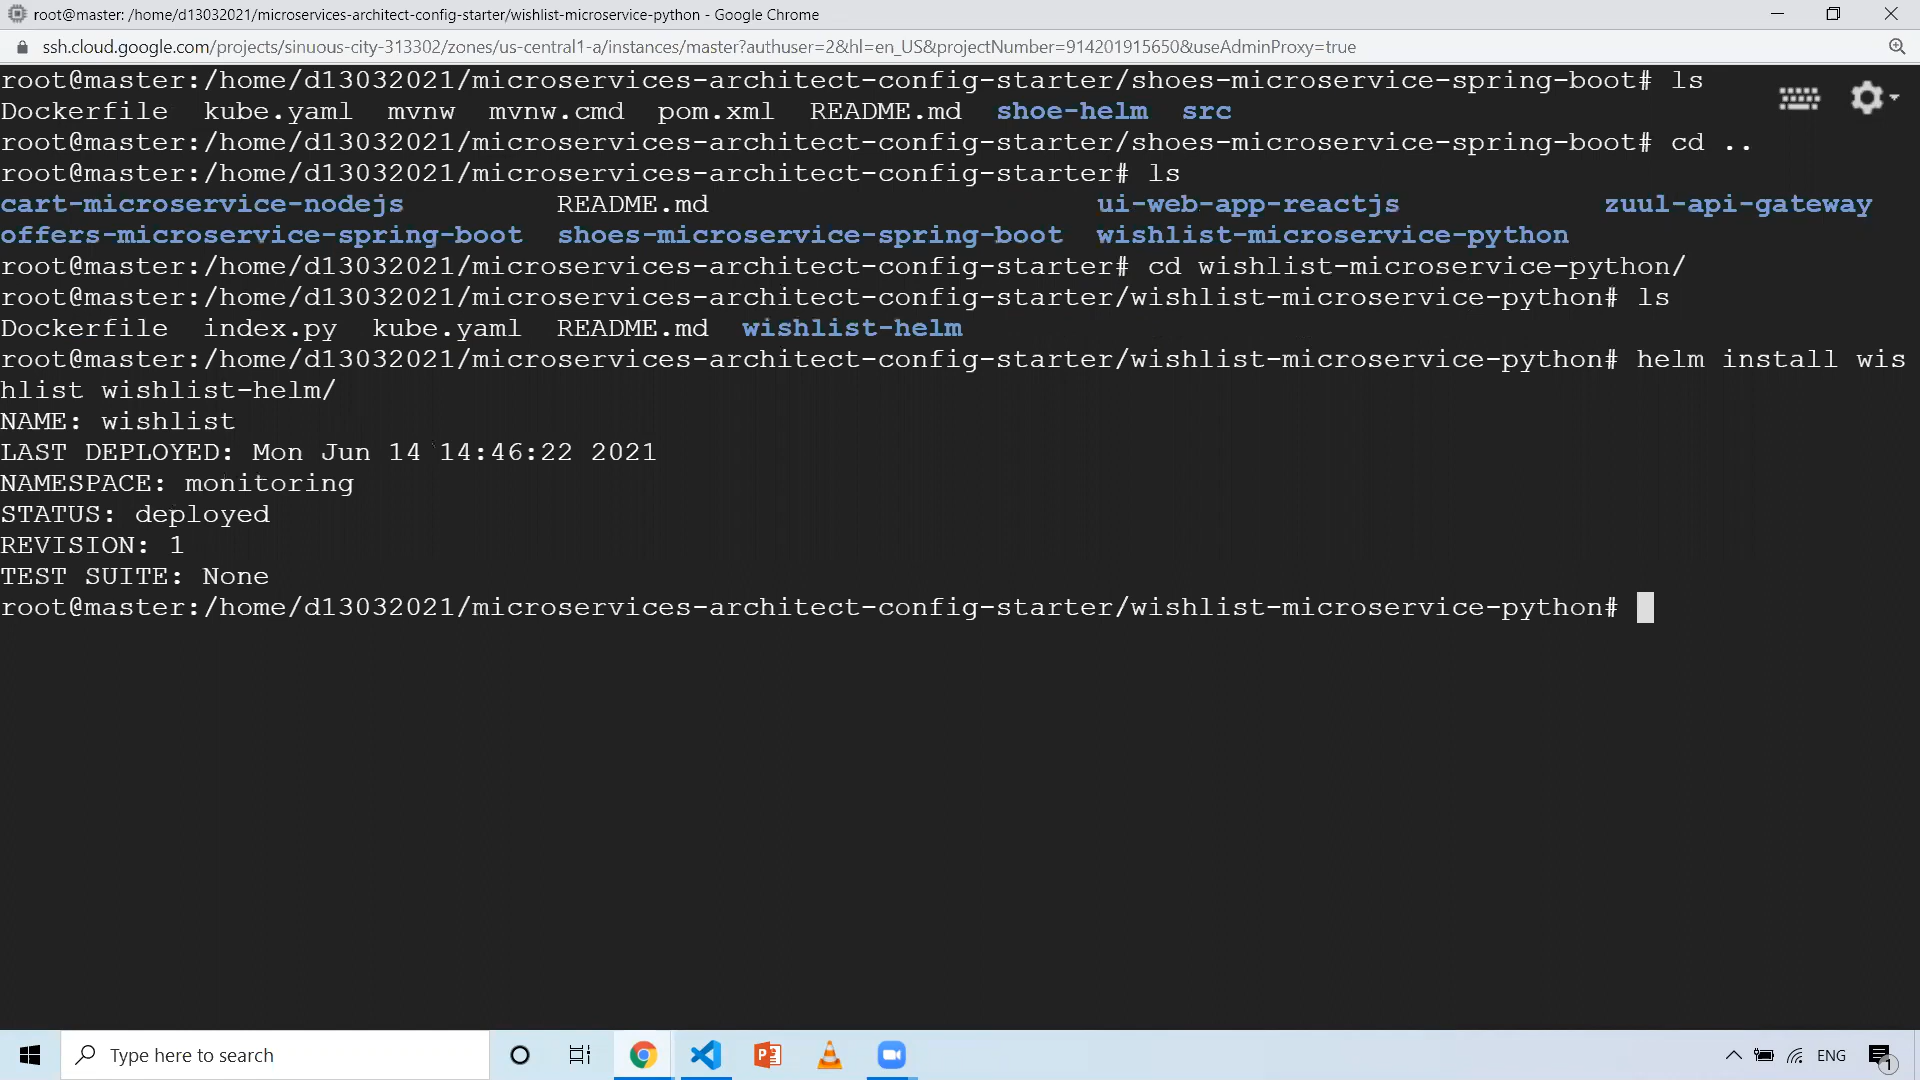 root@master: /home/d13032021/microservices-architect-config-starter/wishlist-microservice-python - Google Chrome
ssh.cloud.google.com/projects/sinuous-city-313302/zones/us-central1-a/instances/master?authuser=2&hl=en_US&projectNumber=914201915650&useAdminProxy=true
root@master:/home/d13032021/microservices-architect-config-starter/shoes-microservice-spring-boot# ls
Dockerfile kube.yaml mvnw mvnw.cmd pom.xml README.md shoe-helm src
root@master:/home/d13032021/microservices-architect-config-starter/shoes-microservice-spring-boot# cd ..
root@master:/home/d13032021/microservices-architect-config-starter# ls
cart-microservice-nodejs README.md ui-web-app-reactjs zuul-api-gateway
offers-microservice-spring-boot shoes-microservice-spring-boot wishlist-microservice-python
root@master:/home/d13032021/microservices-architect-config-starter# cd wishlist-microservice-python/
root@master:/home/d13032021/microservices-architect-config-starter/wishlist-microservice-python# ls
Dockerfile index.py kube.yaml README.md wishlist-helm
root@master:/home/d13032021/microservices-architect-config-starter/wishlist-microservice-python# helm install wis
hlist wishlist-helm/
NAME: wishlist
LAST DEPLOYED: Mon Jun 14 14:46:22 2021
NAMESPACE: monitoring
STATUS: deployed
REVISION: 1
TEST SUITE: None
root@master:/home/d13032021/microservices-architect-config-starter/wishlist-microservice-python#
Type here to search
ENG
1